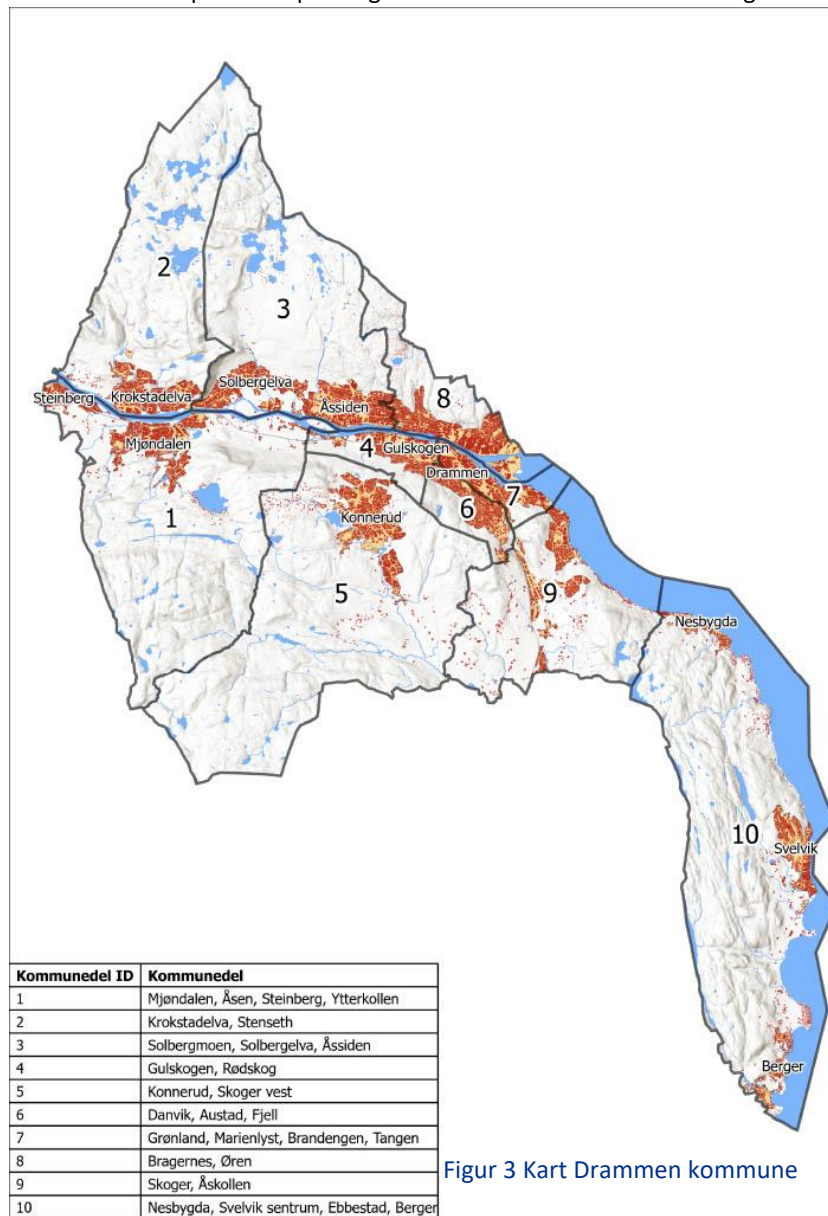 2
3
8
Steinberg
Krokstadelva
Solbergelva
Åssiden
Mjøndalen
4
Gulskogen
Drammen
7
6
Konnerud
1
5
9
Nesbygda
10
Svelvik
Berger
Kommunedel ID Kommunedel
1 Mjøndalen, Åsen, Steinberg, Ytterkollen
2 Krokstadelva, Stenseth
3 Solbergmoen, Solbergelva, Åssiden
4 Gulskogen, Rødskog
5 Konnerud, Skoger vest
6 Danvik, Austad, Fjell
7 Grønland, Marienlyst, Brandengen, Tangen
8 Bragernes, Øren
9 Skoger, Åskollen
10 Nesbygda, Svelvik sentrum, Ebbestad, Berger
Figur 3 Kart Drammen kommune